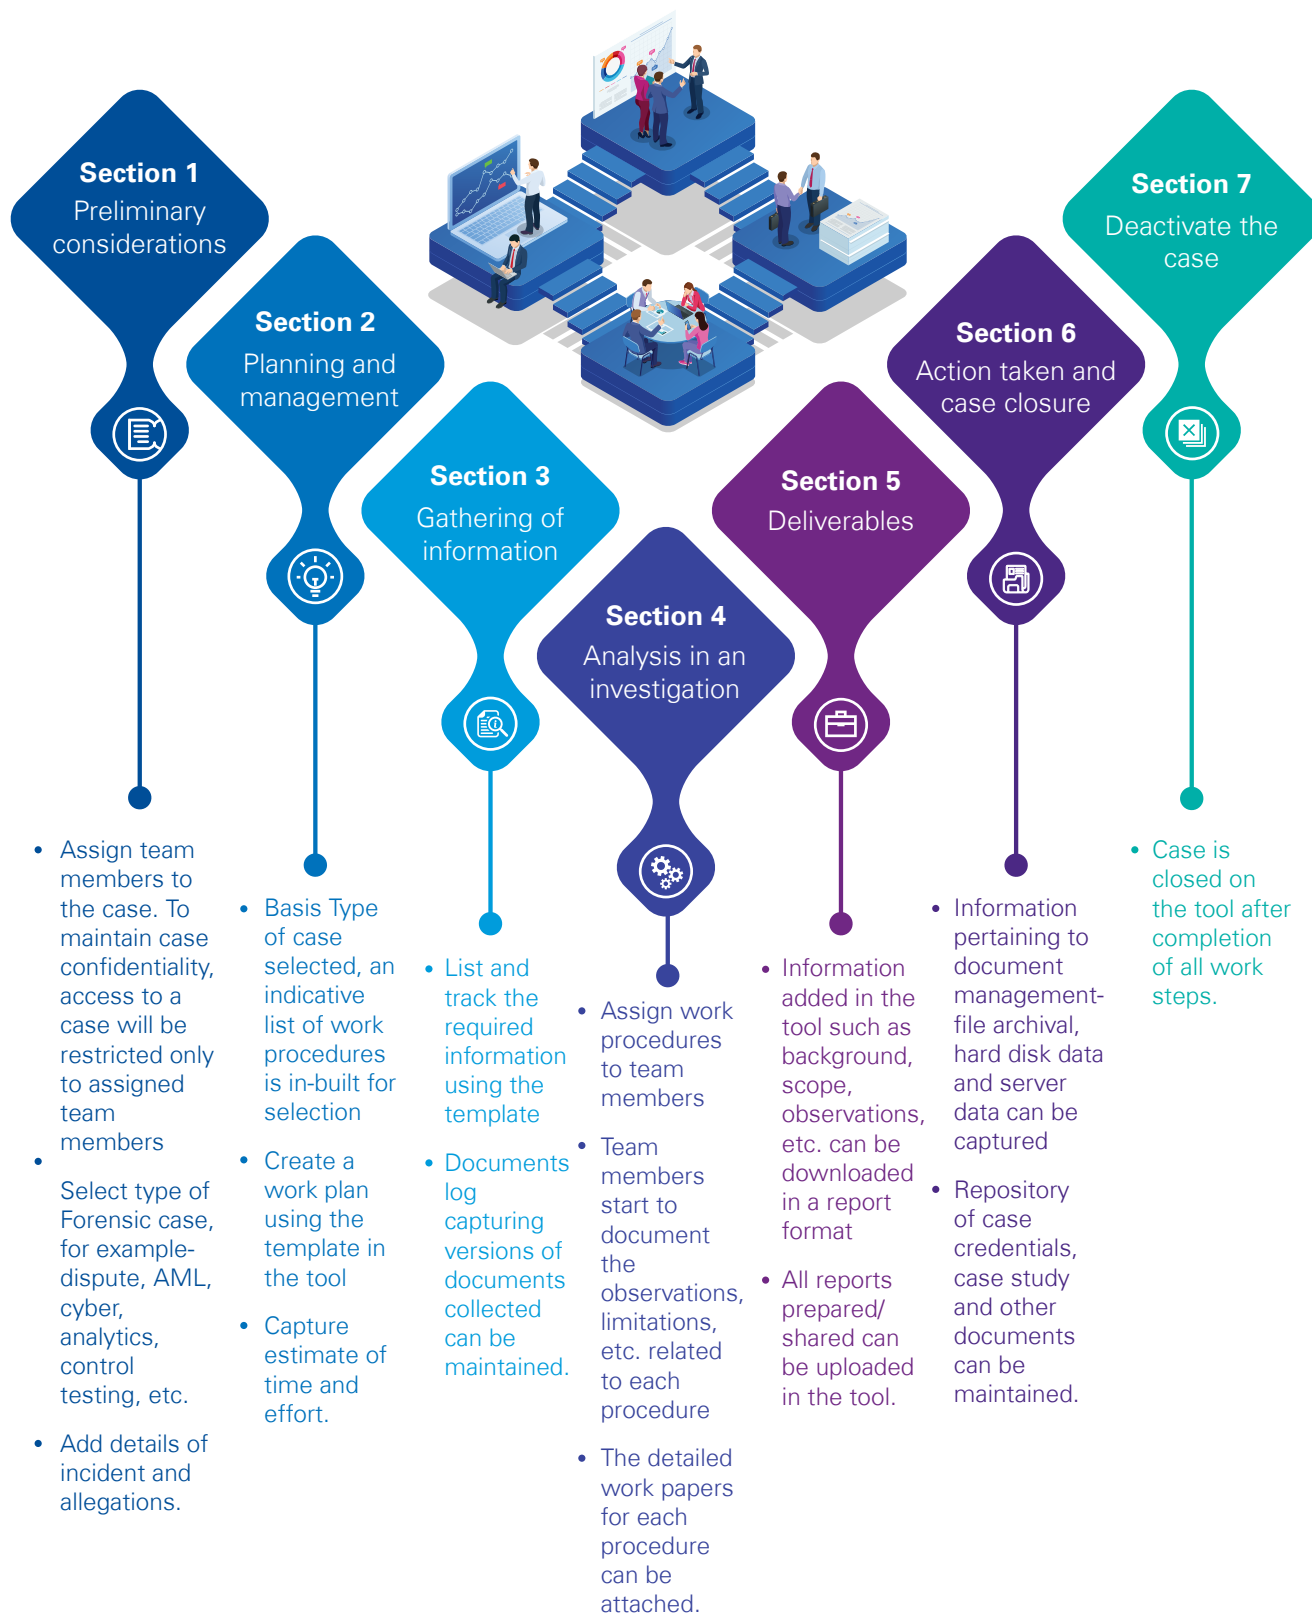 Section 1
Preliminary
considerations
Section 2
Planning and
management
Section 3
Gathering of
information
Section 4
Analysis in an
investigation
Section 5
Deliverables
Section 6
Action taken and
case closure
Section 7
Deactivate the
case
• Assign team
members to
the case. To
maintain case
confidentiality,
access to a
case will be
restricted only
to assigned
team
members
•
Select type of
Forensic case,
for example-
dispute, AML,
cyber,
analytics,
control
testing, etc.
• Add details of
incident and
allegations.
• Basis Type
of case
selected, an
indicative
list of work
procedures
is in-built for
selection
• Create a
work plan
using the
template in
the tool
• Capture
estimate of
time and
effort.
• List and
track the
required
information
using the
template
• Documents
log
capturing
versions of
documents
collected
can be
maintained.
• Assign work
procedures
to team
members
• Team
members
start to
document
the
observations,
limitations,
etc. related
to each
procedure
• The detailed
work papers
for each
procedure
can be
attached.
• Information
added in the
tool such as
background,
scope,
observations,
etc. can be
downloaded
in a report
format
• All reports
prepared/
shared can
be uploaded
in the tool.
• Information
pertaining to
document
management-
file archival,
hard disk data
and server
data can be
captured
• Repository
of case
credentials,
case study
and other
documents
can be
maintained.
• Case is
closed on
the tool after
completion
of all work
steps.